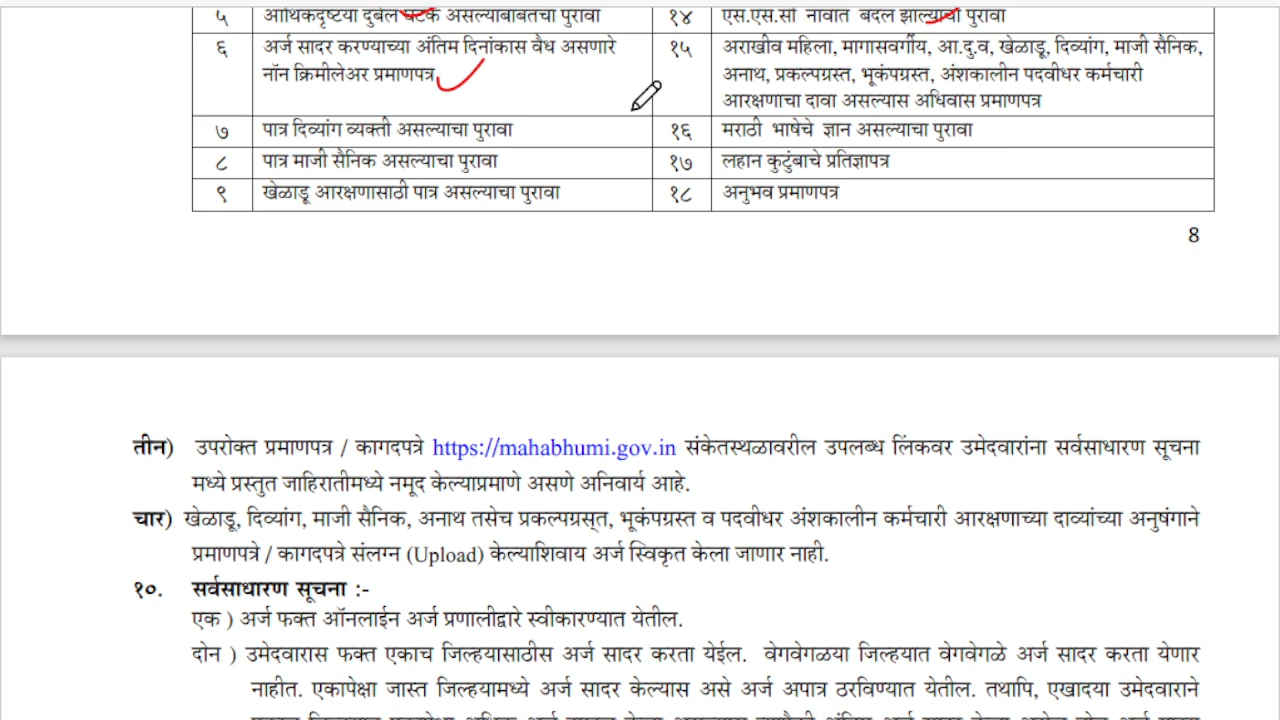 ५ आर्थिकदृष्टया दुर्बल घटक असल्याबाबतचा पुरावा १४ एस.एस.सी नावात बदल झाल्याचा पुरावा
६ अर्ज सादर करण्याच्या अंतिम दिनांकास वैध असणारे नॉन क्रिमीलेअर प्रमाणपत्र १५ अराखीव महिला, मागासवर्गीय, आ.दु.व, खेळाडू, दिव्यांग, माजी सैनिक,
अनाथ, प्रकल्पग्रस्त, भूकंपग्रस्त, अंशकालीन पदवीधर कर्मचारी
आरक्षणाचा दावा असल्यास अधिवास प्रमाणपत्र
७ पात्र दिव्यांग व्यक्ती असल्याचा पुरावा १६ मराठी भाषेचे ज्ञान असल्याचा पुरावा
८ पात्र माजी सैनिक असल्याचा पुरावा १७ लहान कुटुंबाचे प्रतिज्ञापत्र
९ खेळाडू आरक्षणासाठी पात्र असल्याचा पुरावा १८ अनुभव प्रमाणपत्र
8
तीन) उपरोक्त प्रमाणपत्र / कागदपत्रे https://mahabhumi.gov.in संकेतस्थळावरील उपलब्ध लिंकवर उमेदवारांना सर्वसाधारण सूचना
मध्ये प्रस्तुत जाहिरातीमध्ये नमूद केल्याप्रमाणे असणे अनिवार्य आहे.
चार) खेळाडू, दिव्यांग, माजी सैनिक, अनाथ तसेच प्रकल्पग्रस्त, भूकंपग्रस्त व पदवीधर अंशकालीन कर्मचारी आरक्षणाच्या दाव्यांच्या अनुषंगाने
प्रमाणपत्रे / कागदपत्रे संलग्न (Upload) केल्याशिवाय अर्ज स्विकृत केला जाणार नाही.
१०. सर्वसाधारण सूचना :-
एक ) अर्ज फक्त ऑनलाईन अर्ज प्रणालीद्वारे स्वीकारण्यात येतील.
दोन ) उमेदवारास फक्त एकाच जिल्हयासाठीस अर्ज सादर करता येईल. वेगवेगळया जिल्हयात वेगवेगळे अर्ज सादर करता येणार
नाहीत. एकापेक्षा जास्त जिल्हयामध्ये अर्ज सादर केल्यास असे अर्ज अपात्र ठरविण्यात येतील. तथापि, एखादया उमेदवाराने